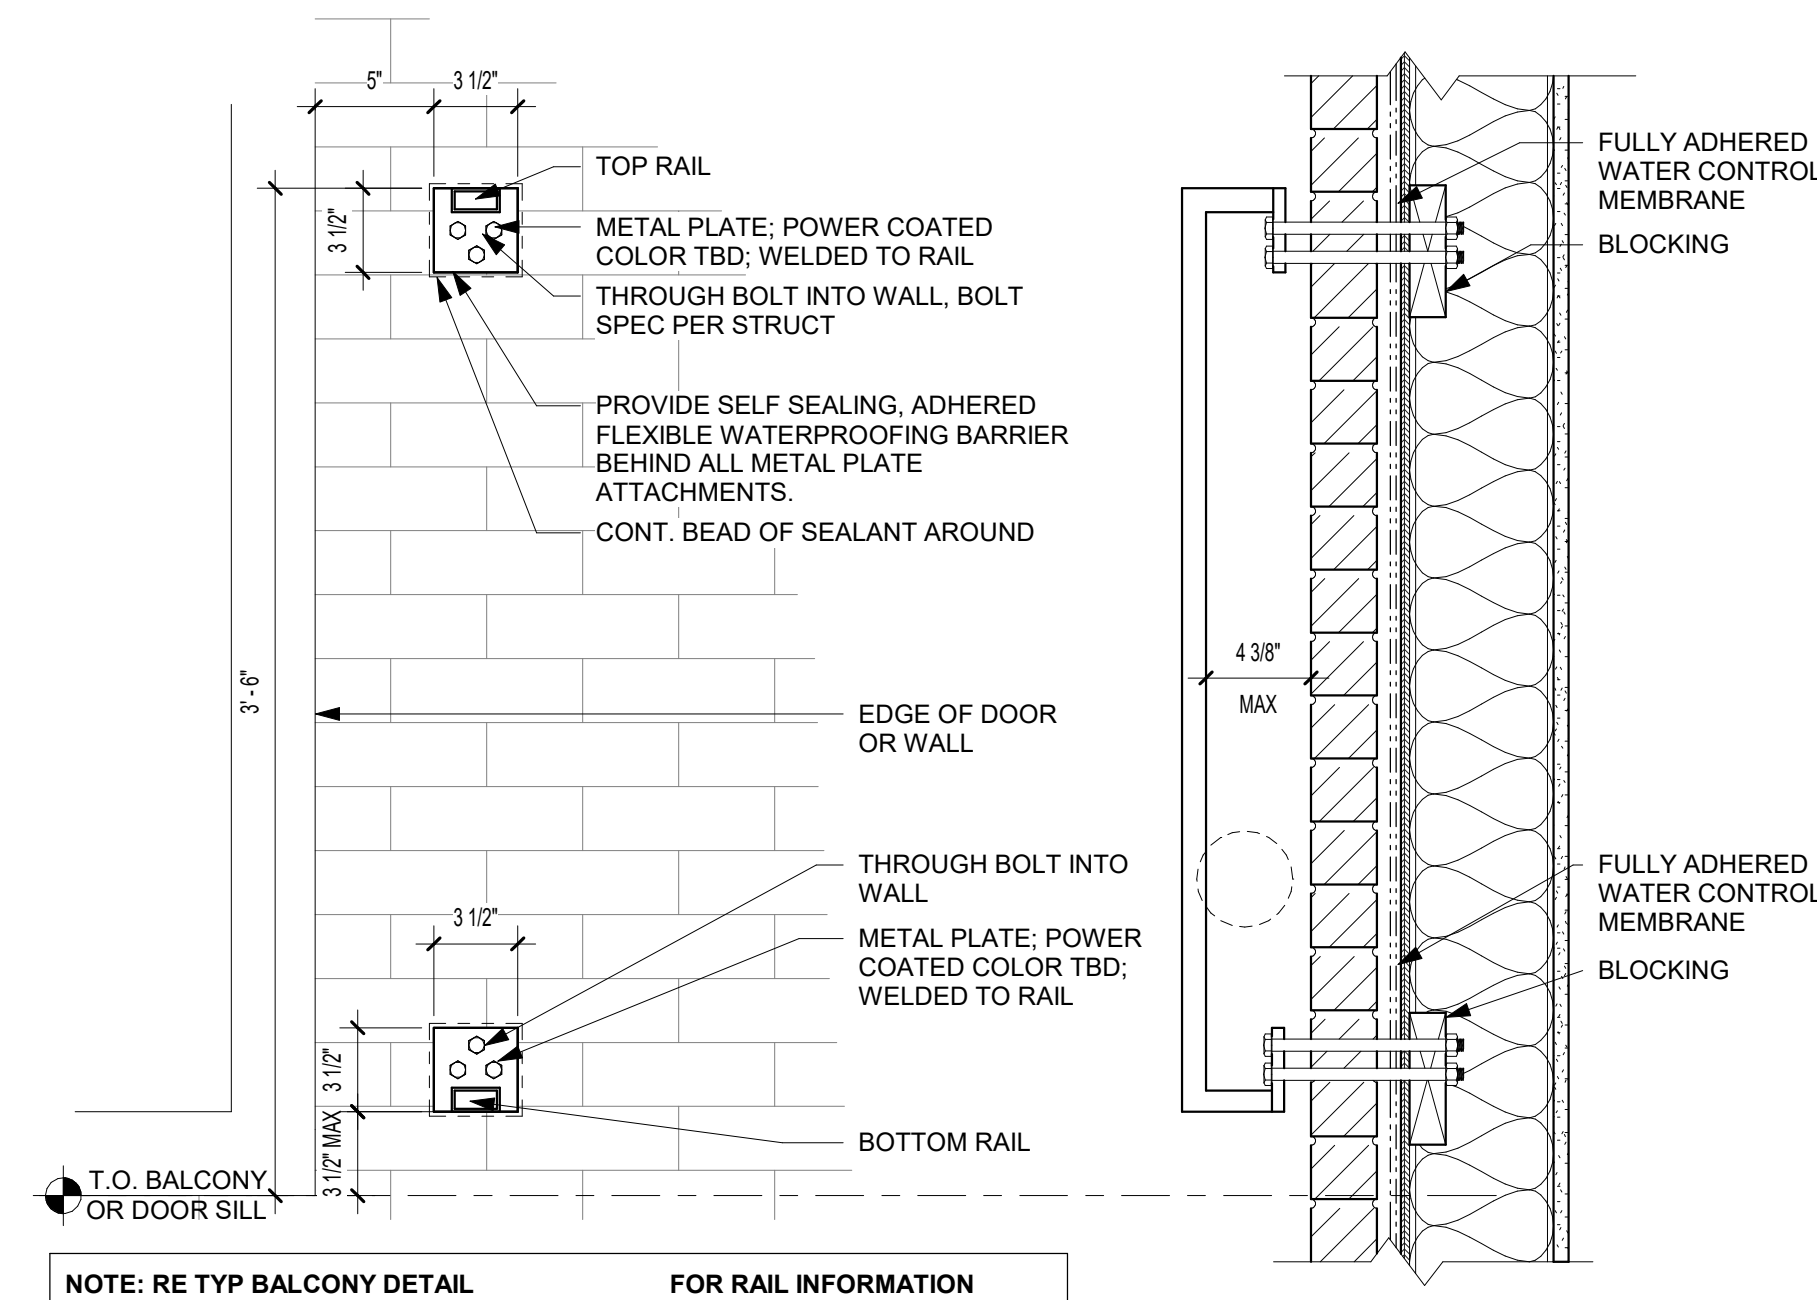 5"
3 1/2"
TOP RAIL
3 1/2"
METAL PLATE; POWER COATED
COLOR TBD; WELDED TO RAIL
THROUGH BOLT INTO WALL, BOLT
SPEC PER STRUCT
PROVIDE SELF SEALING, ADHERED
FLEXIBLE WATERPROOFING BARRIER
BEHIND ALL METAL PLATE
ATTACHMENTS.
CONT. BEAD OF SEALANT AROUND
3' - 6"
EDGE OF DOOR
OR WALL
THROUGH BOLT INTO
WALL
3 1/2"
METAL PLATE; POWER
COATED COLOR TBD;
WELDED TO RAIL
3 1/2"
3 1/2" MAX
BOTTOM RAIL
T.O. BALCONY
OR DOOR SILL
FULLY ADHERED
WATER CONTROL
MEMBRANE
BLOCKING
4 3/8"
MAX
FULLY ADHERED
WATER CONTROL
MEMBRANE
BLOCKING
NOTE: RE TYP BALCONY DETAIL FOR RAIL INFORMATION